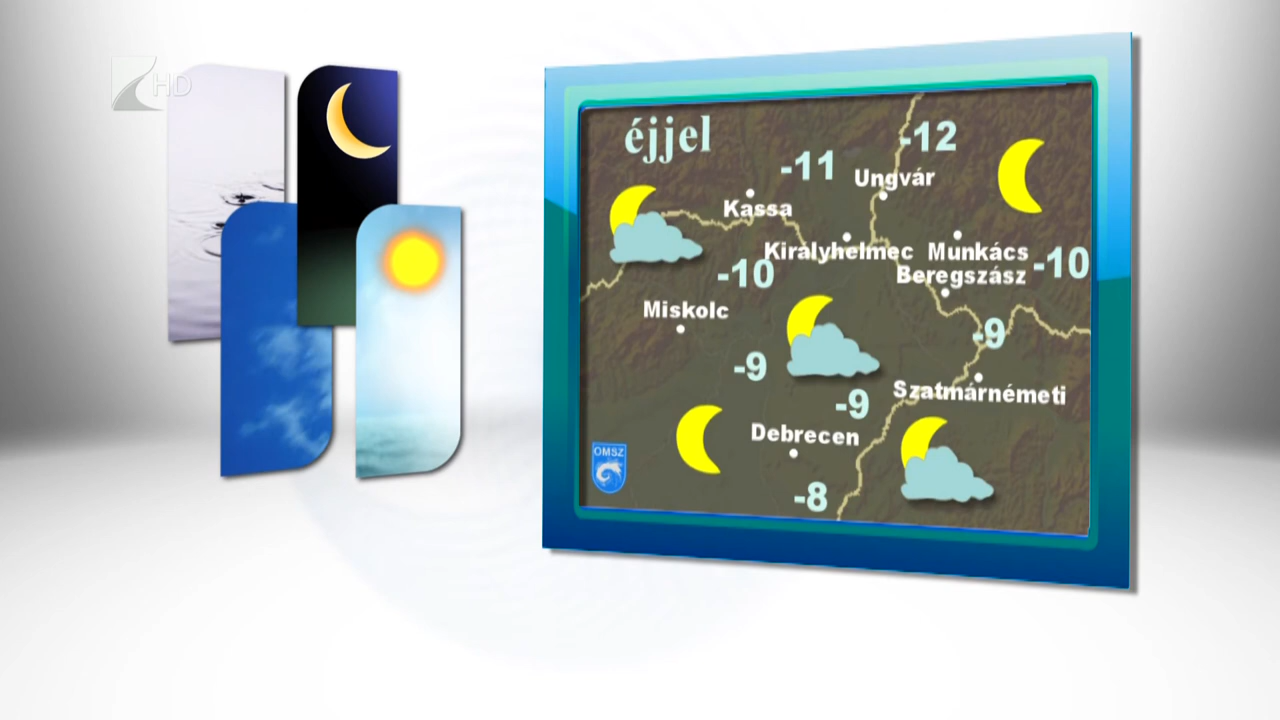 HD
éjjel
-12
-11
Ungvár
Kassa
Királyhelmec
Munkács
-10
-10
Beregszász
Miskolc
-9
-9
Szatmárnémeti
-9
Debrecen
OMSZ
-8